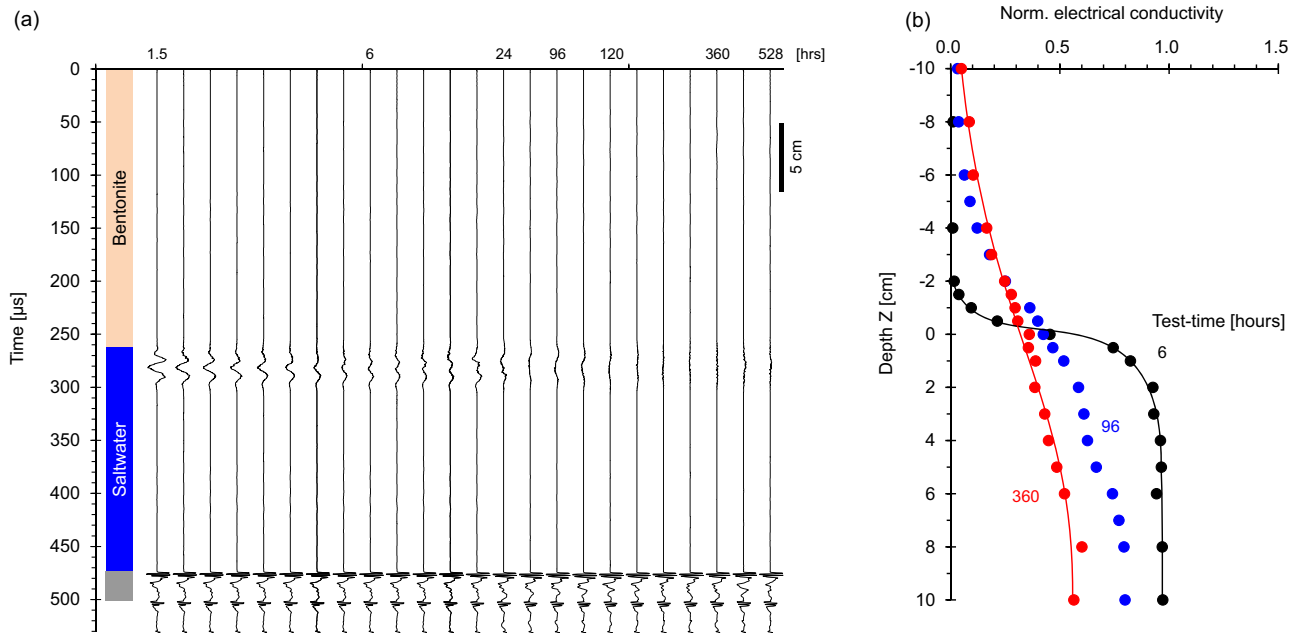 (a)
1.5 6 24 96 120 360 528 [hrs]
0
50
100
150
200
250
300
350
400
450
500
Time [µs]
Bentonite
Saltwater
5 cm
(b)
Norm. electrical conductivity
0.0 0.5 1.0 1.5
-10
-8
-6
-4
-2
0
2
4
6
8
10
Depth Z [cm]
Test-time [hours]
6
96
360